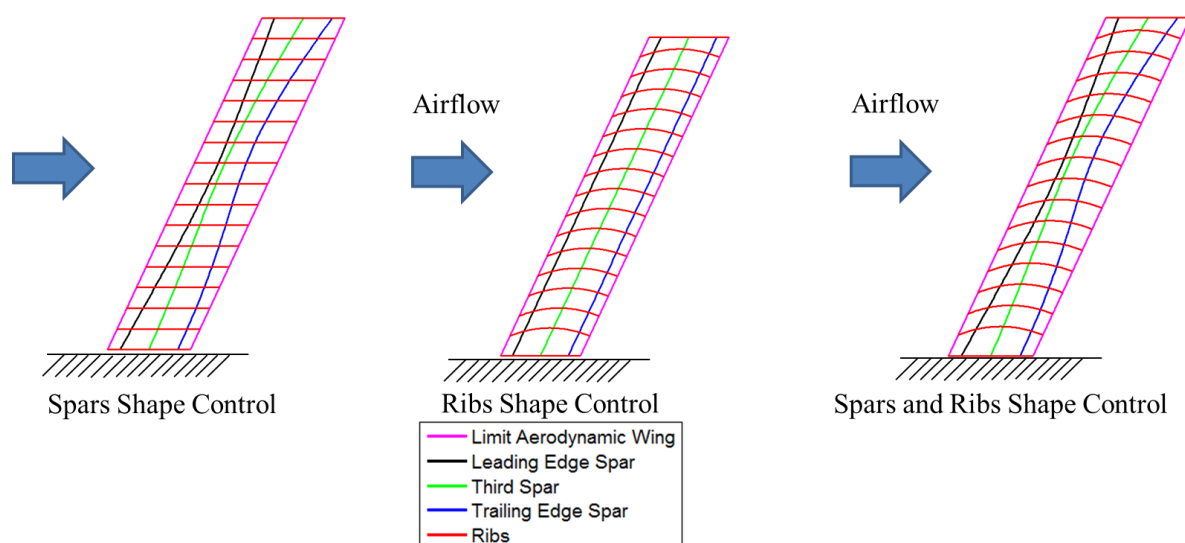 Airflow
Airflow
Spars Shape Control
Ribs Shape Control
Spars and Ribs Shape Control
Limit Aerodynamic Wing
Leading Edge Spar
Third Spar
Trailing Edge Spar
Ribs